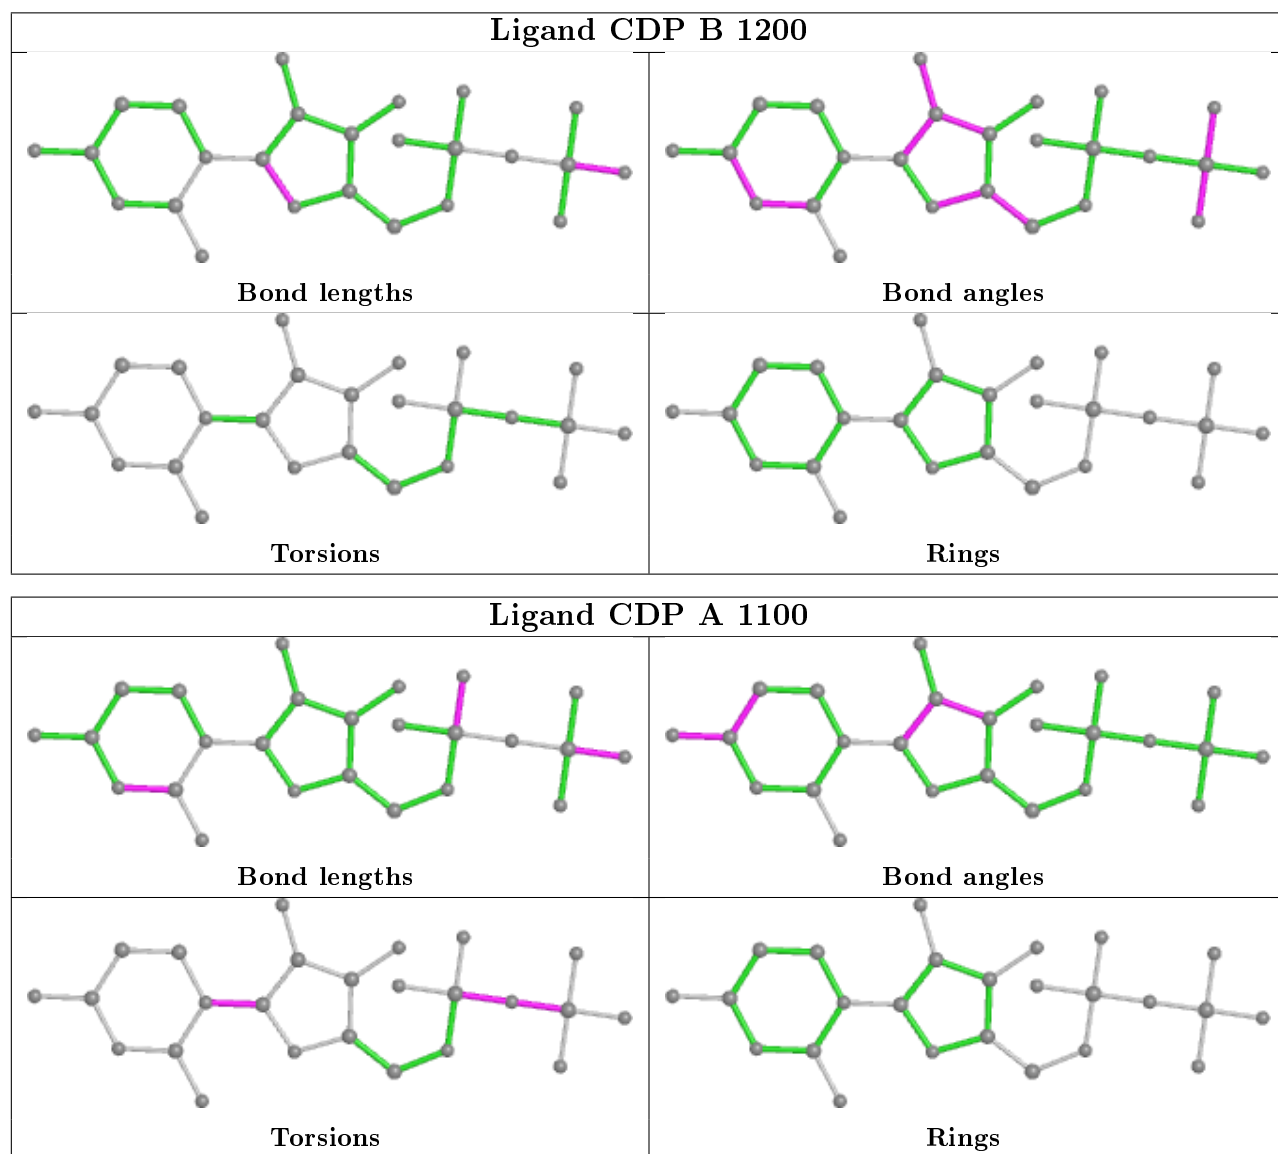 Ligand CDP B 1200
Bond lengths
Bond angles
Torsions
Rings
Ligand CDP A 1100
Bond lengths
Bond angles
Torsions
Rings